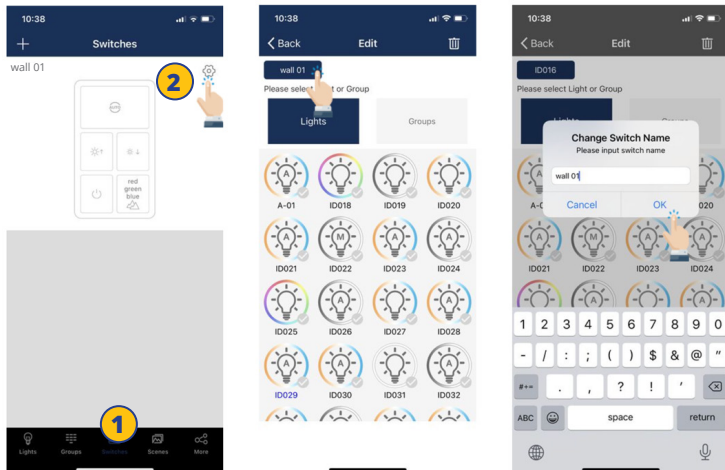 10:38
Switches
wall 01
2
red
green
blue
1
Lights
Groups
Switches
Scenes
More
10:38
Back
Edit
wall 01
Please select Light or Group
Lights
Groups
A-01
ID018
ID019
ID020
ID021
ID022
ID023
ID024
ID025
ID026
ID027
ID028
ID029
ID030
ID031
ID032
10:38
Back
Edit
ID016
Please select Light or Group
Change Switch Name
Please input switch name
wall 01
Cancel
OK
ID021
ID022
ID023
ID024
1 2 3 4 5 6 7 8 9 0
- / : ; ( ) $ & @ "
#+= . , ? ! '
ABC space return